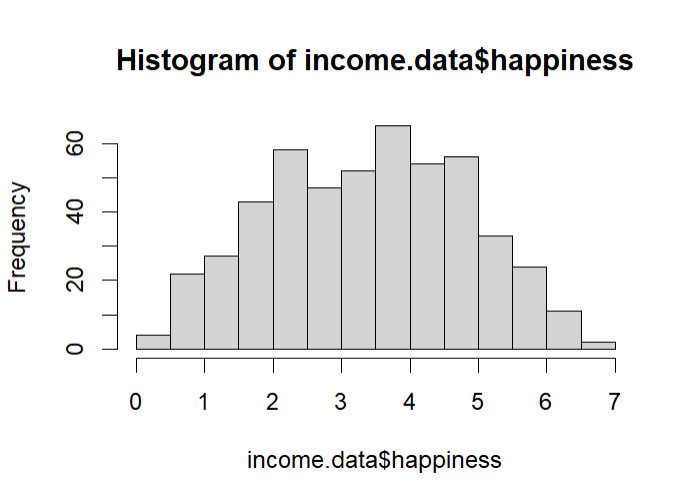 Histogram of income.data$happiness
Frequency
60
40
20
0
0 1 2 3 4 5 6 7
income.data$happiness